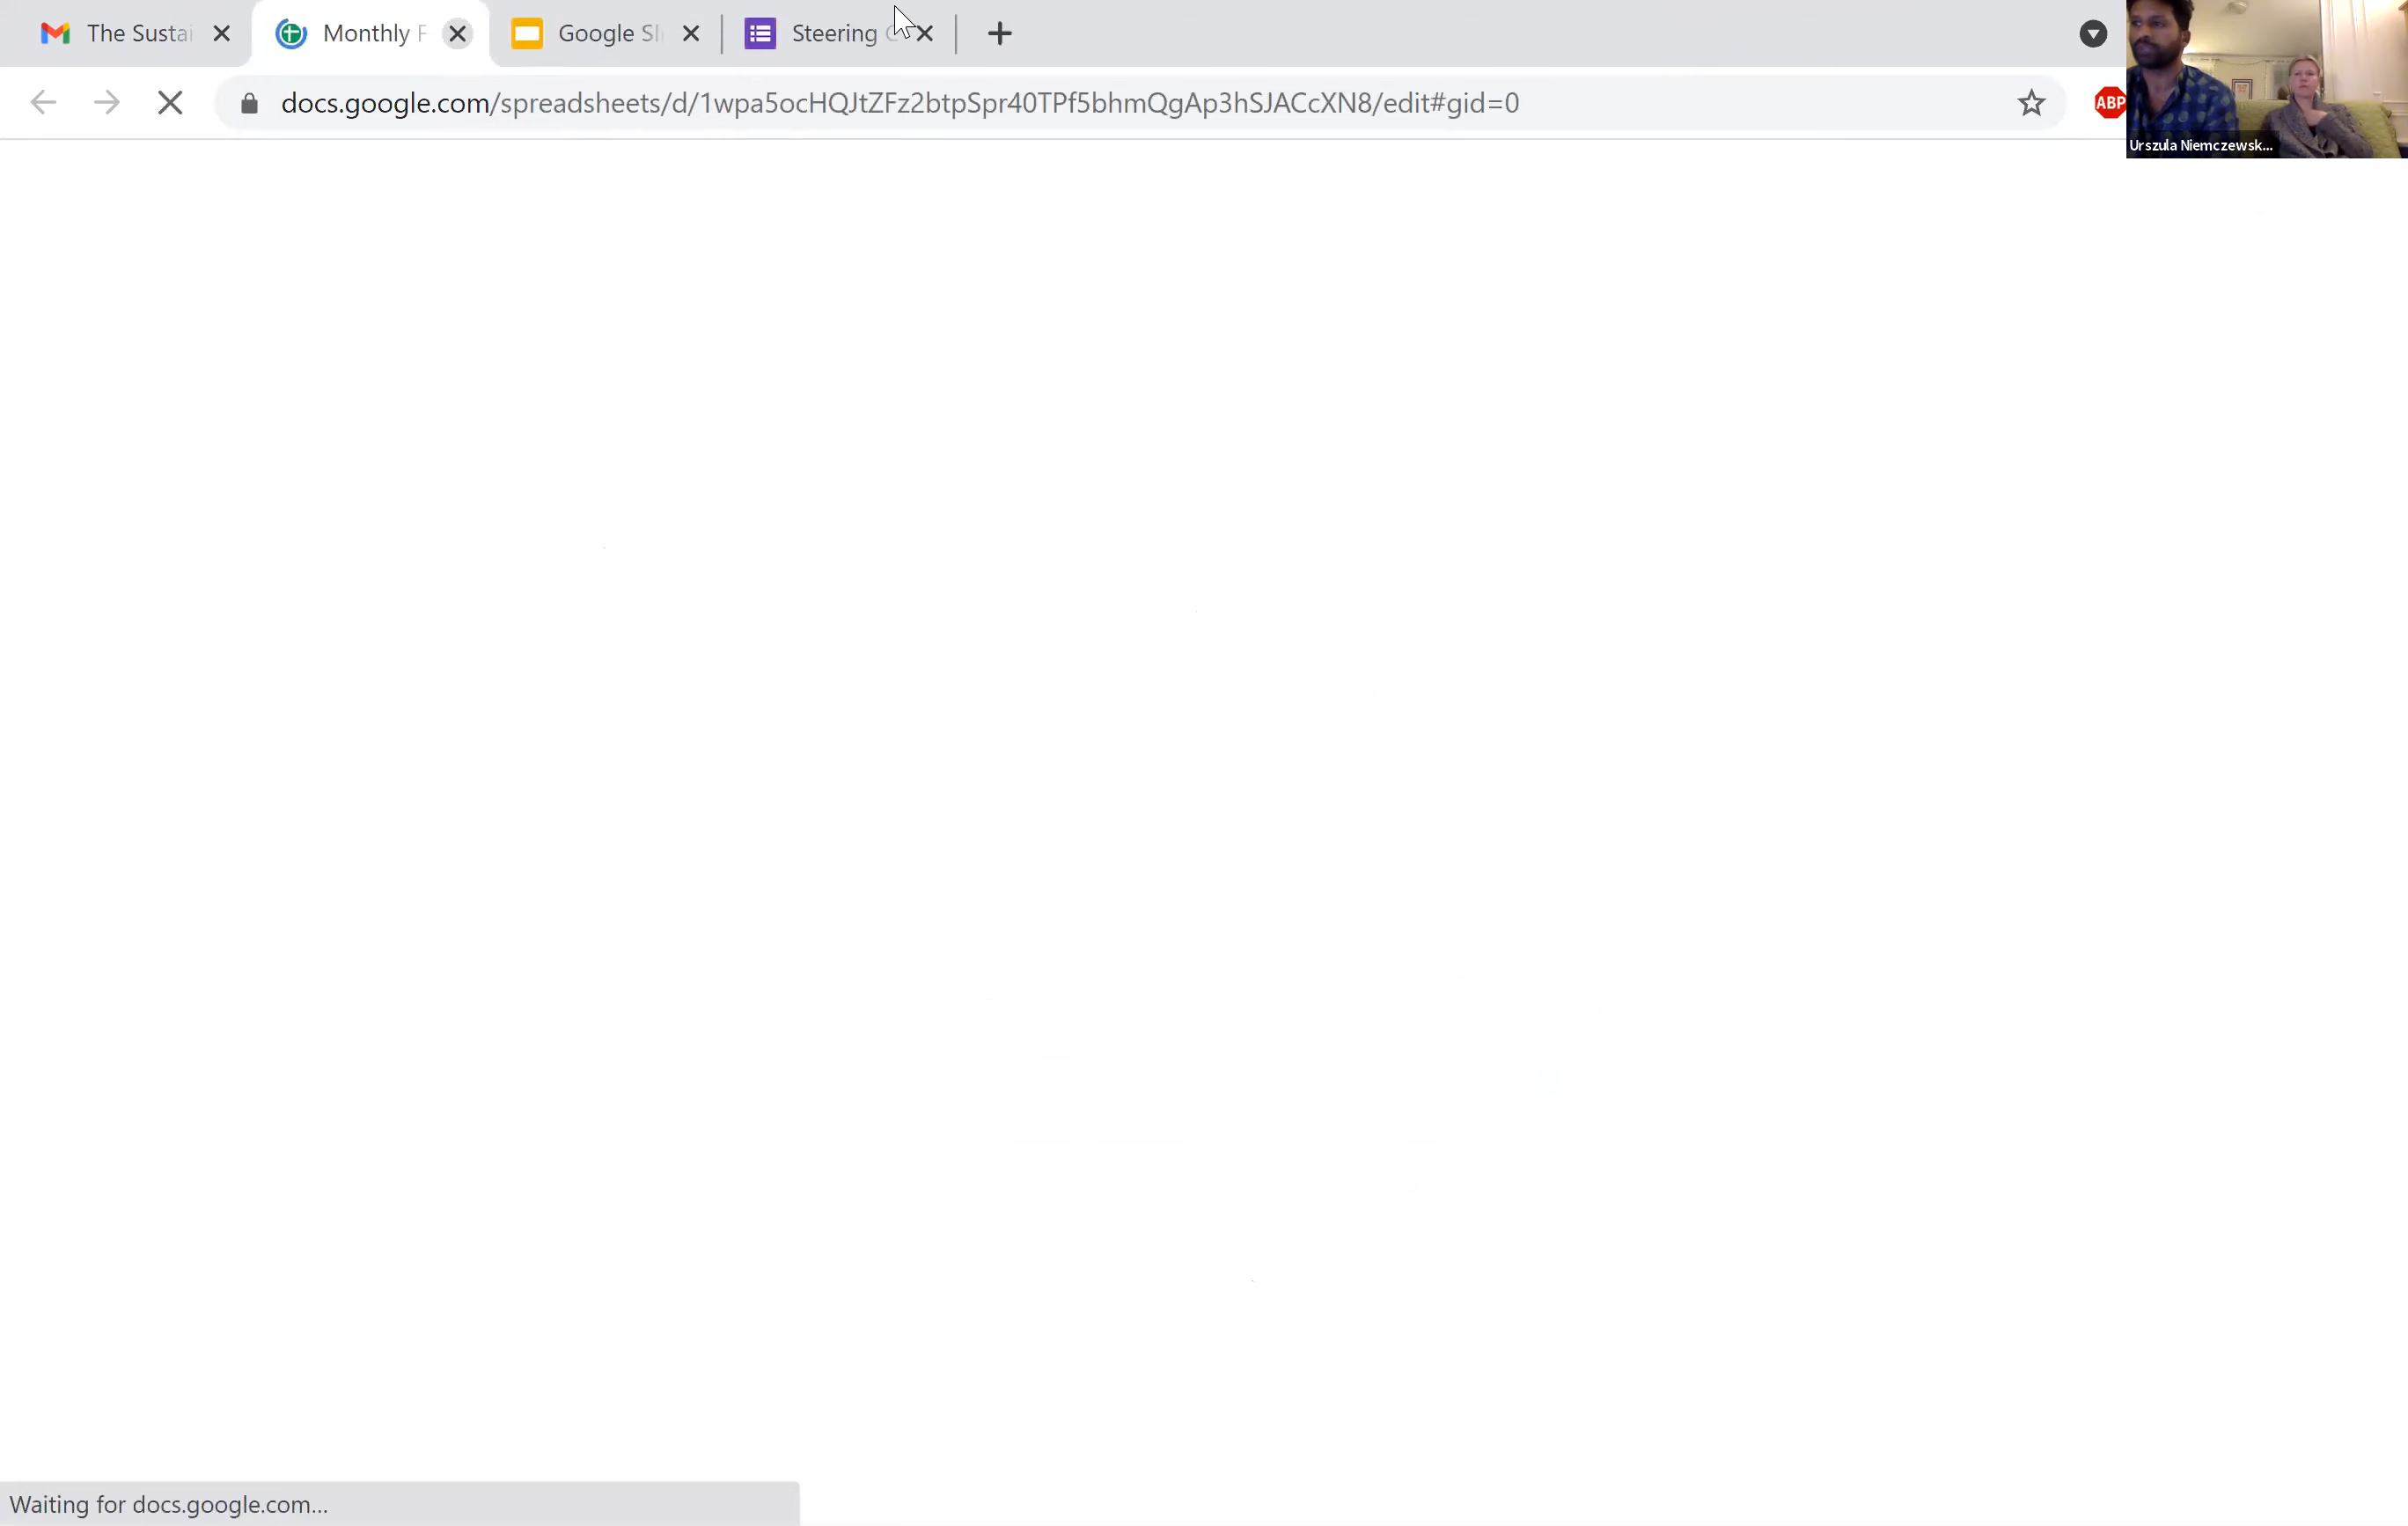 The Sustai
Monthly F
Google Sli
Steering
docs.google.com/spreadsheets/d/1wpa5ocHQJtZFz2btpSpr40TPf5bhmQgAp3hSJACcXN8/edit#gid=0
ABP
Urszula Niemczewsk...
Waiting for docs.google.com...